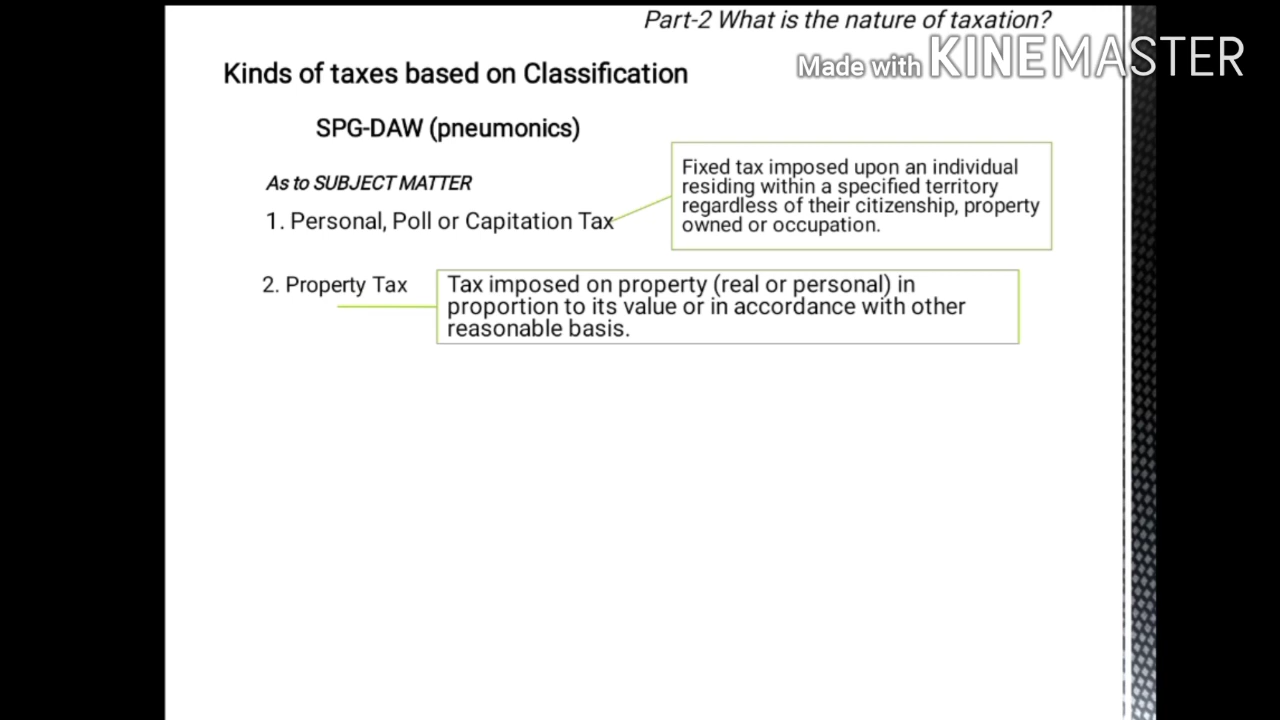 Part-2 What is the nature of taxation?
Made with KINEMASTER
Kinds of taxes based on Classification
SPG-DAW (pneumonics)
As to SUBJECT MATTER
1. Personal, Poll or Capitation Tax
Fixed tax imposed upon an individual
residing within a specified territory
regardless of their citizenship, property
owned or occupation.
2. Property Tax
Tax imposed on property (real or personal) in
proportion to its value or in accordance with other
reasonable basis.